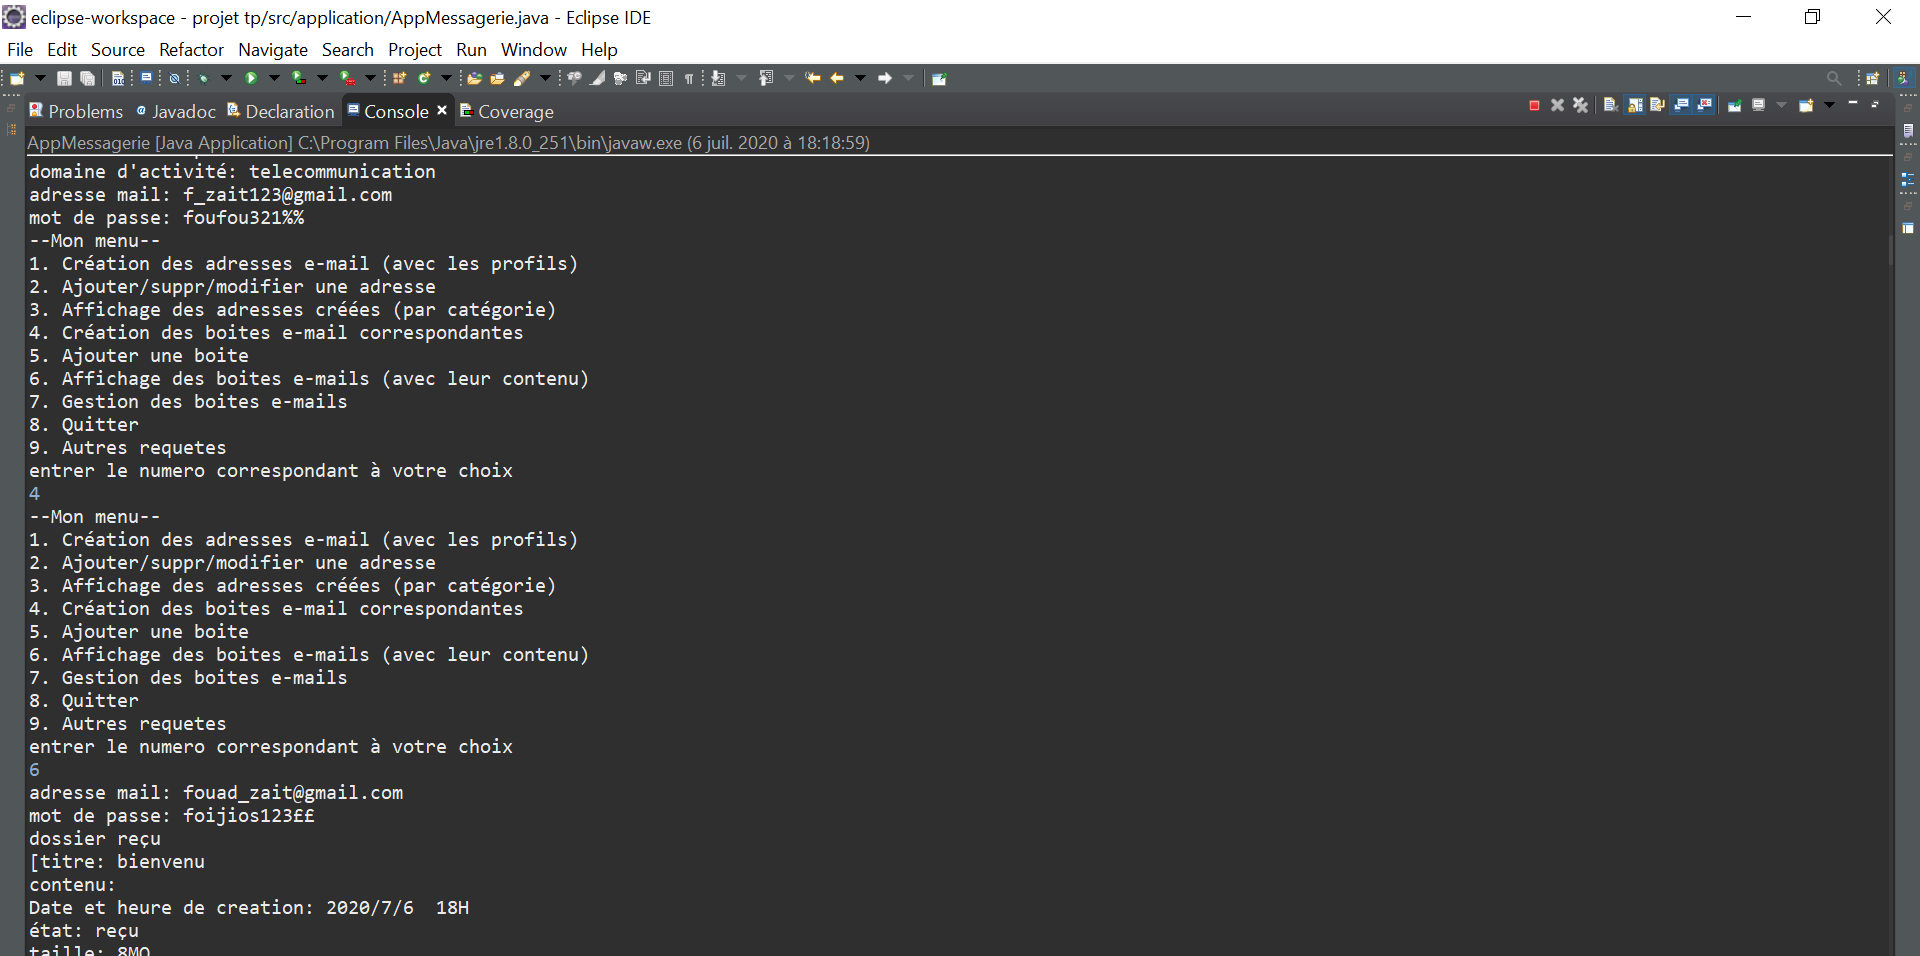 eclipse-workspace - projet tp/src/application/AppMessagerie.java - Eclipse IDE
File Edit Source Refactor Navigate Search Project Run Window Help
Problems Javadoc Declaration Console Coverage
AppMessagerie [Java Application] C:\Program Files\Java\jre1.8.0_251\bin\javaw.exe (6 juil. 2020 à 18:18:59)
domaine d'activité: telecommunication
adresse mail: f_zait123@gmail.com
mot de passe: foufou321%%
--Mon menu--
1. Création des adresses e-mail (avec les profils)
2. Ajouter/suppr/modifier une adresse
3. Affichage des adresses créées (par catégorie)
4. Création des boites e-mail correspondantes
5. Ajouter une boite
6. Affichage des boites e-mails (avec leur contenu)
7. Gestion des boites e-mails
8. Quitter
9. Autres requetes
entrer le numero correspondant à votre choix
4
--Mon menu--
1. Création des adresses e-mail (avec les profils)
2. Ajouter/suppr/modifier une adresse
3. Affichage des adresses créées (par catégorie)
4. Création des boites e-mail correspondantes
5. Ajouter une boite
6. Affichage des boites e-mails (avec leur contenu)
7. Gestion des boites e-mails
8. Quitter
9. Autres requetes
entrer le numero correspondant à votre choix
6
adresse mail: fouad_zait@gmail.com
mot de passe: foijios123££
dossier reçu
[titre: bienvenu
contenu:
Date et heure de creation: 2020/7/6  18H
état: reçu
taille: 8MO